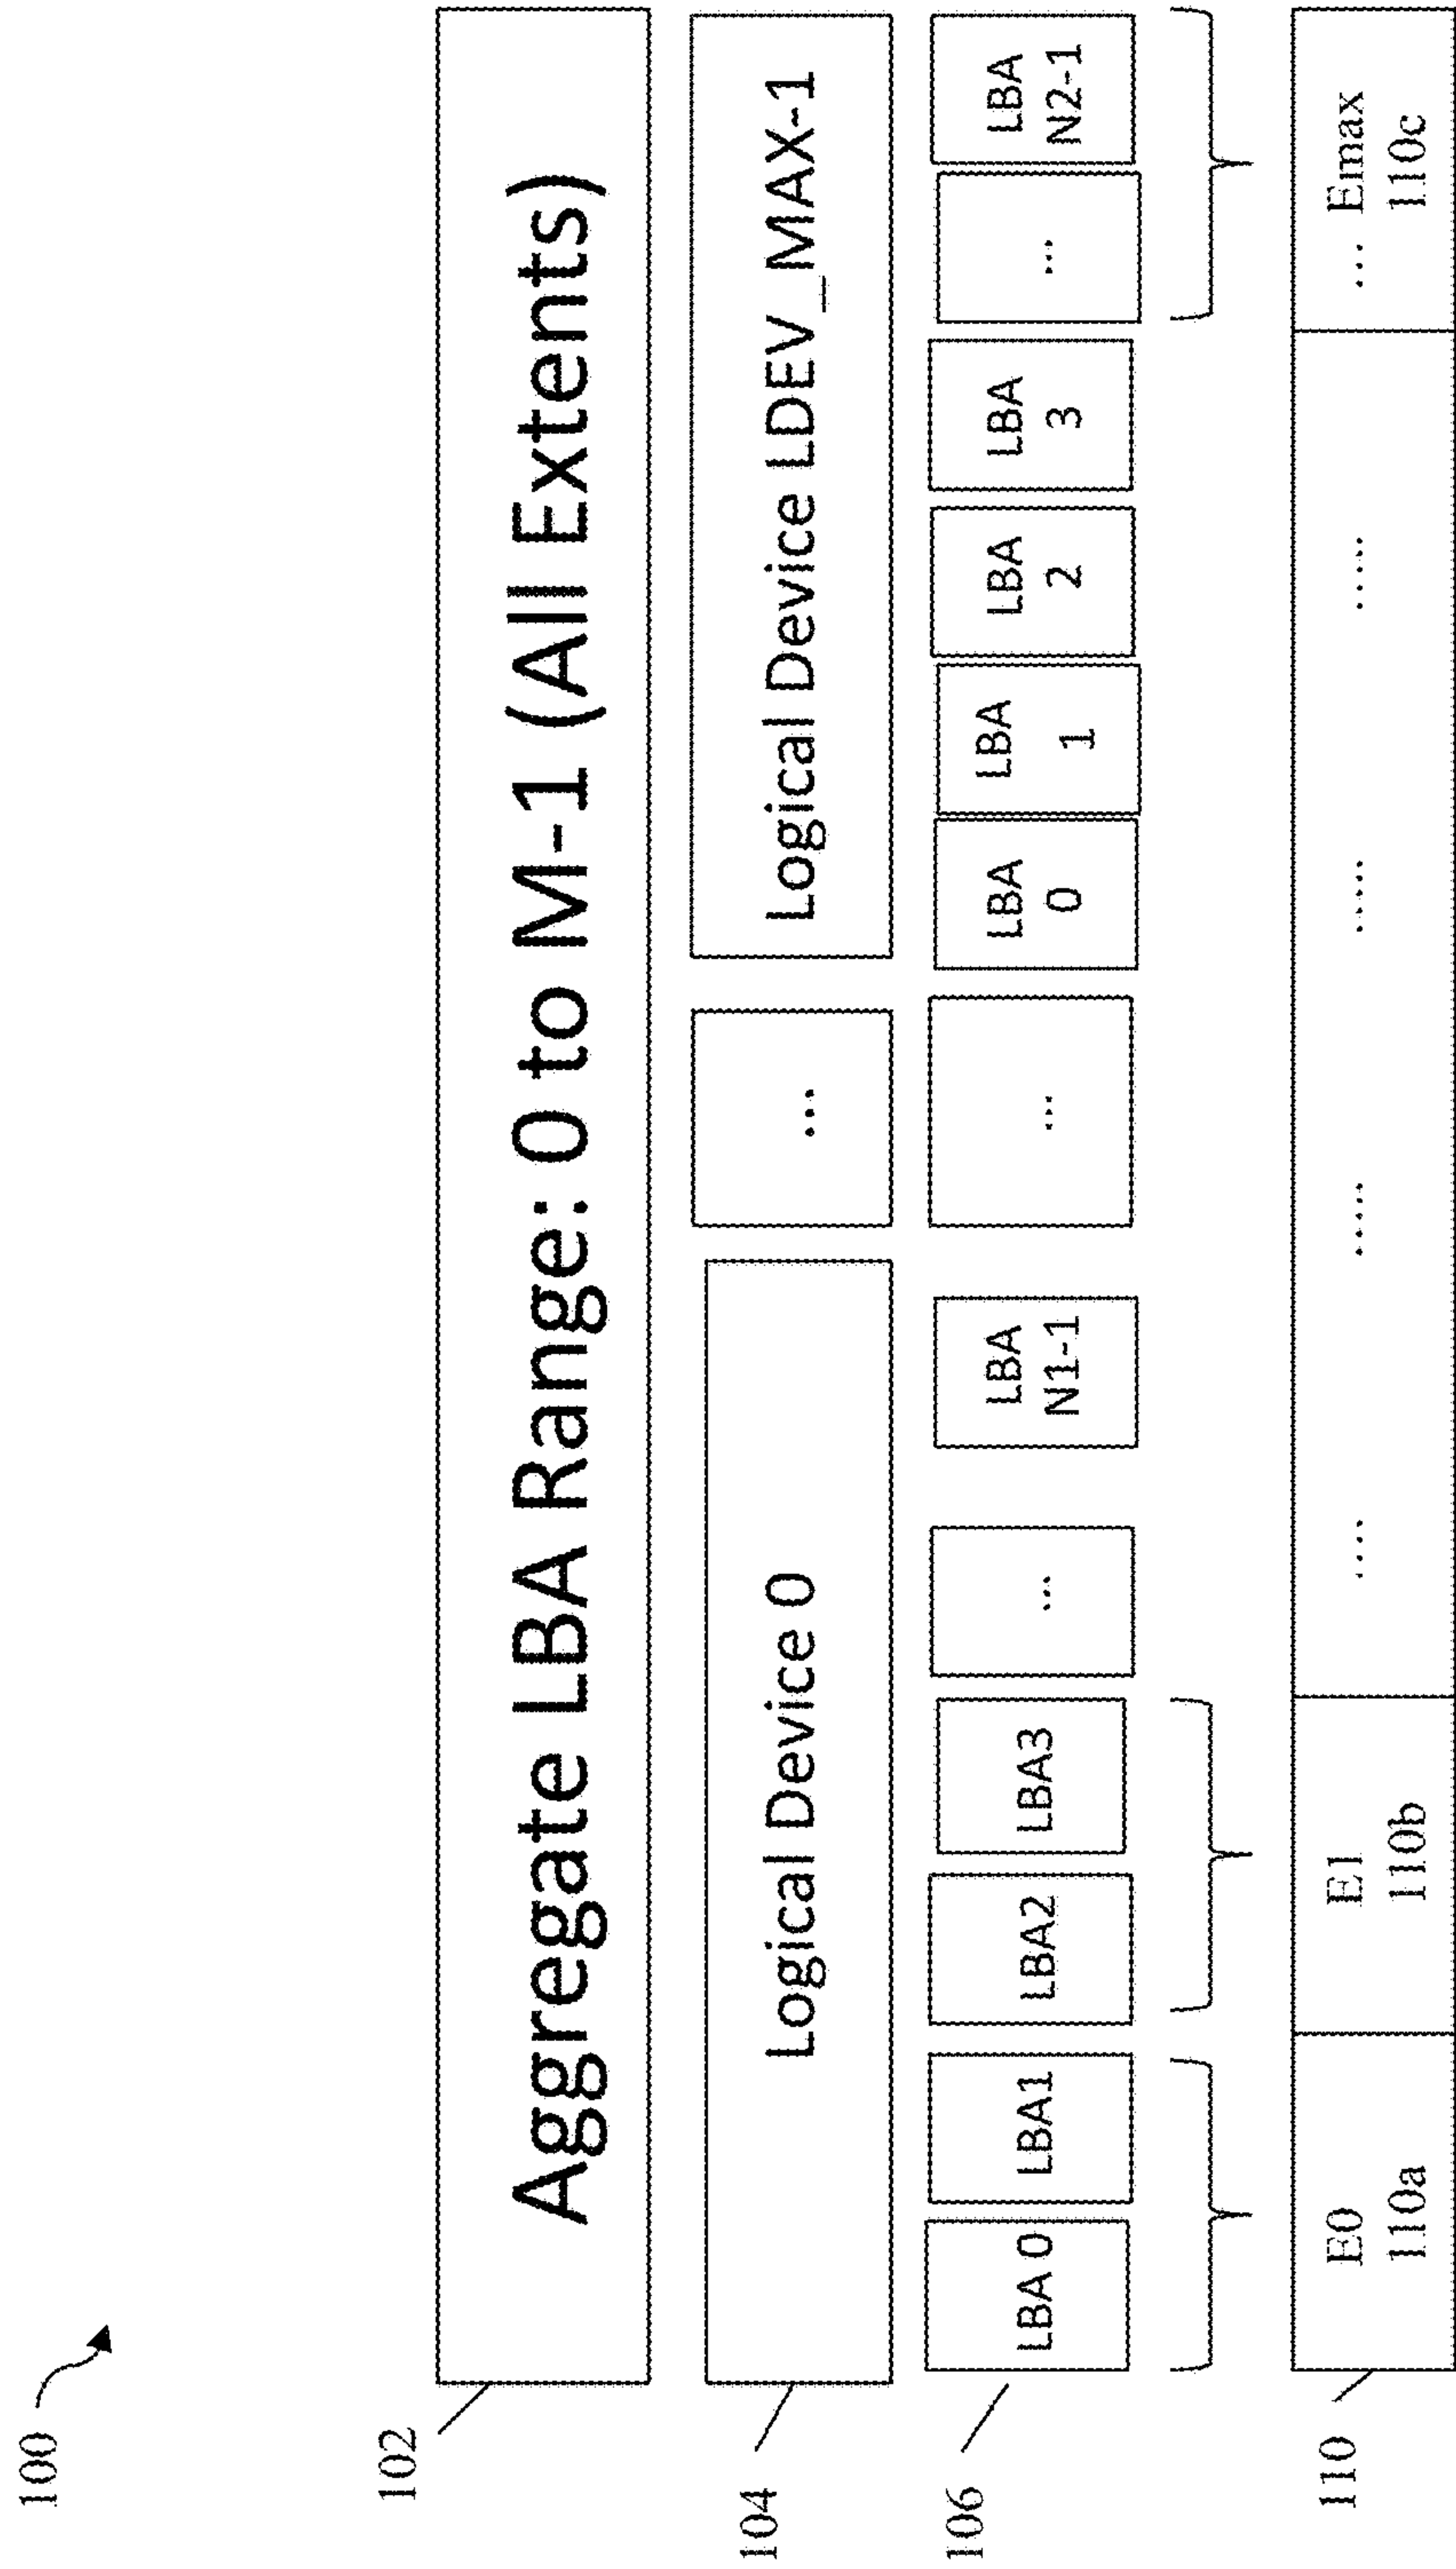 100
102
Aggregate LBA Range: 0 to M-1 (All Extents)
104
Logical Device 0
...
Logical Device LDEV_MAX-1
106
LBA 0
LBA1
LBA2
LBA3
...
LBA
N1-1
...
LBA
0
LBA
1
LBA
2
LBA
3
...
LBA
N2-1
110
E0
110a
E1
110b
....
.....
.....
.....
... Emax
110c